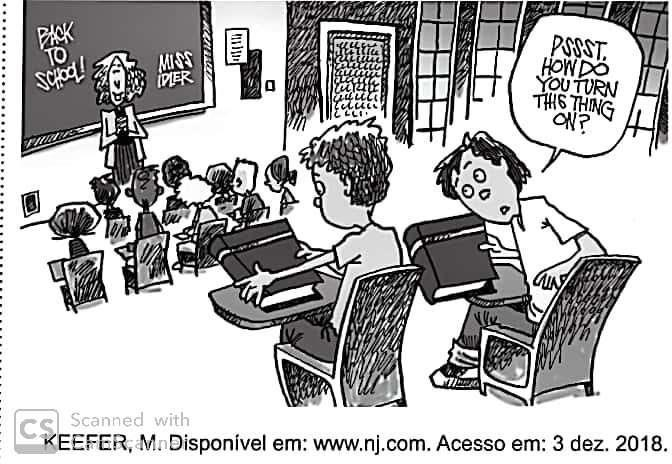 BACK
TO
SCHOOL!
MISS
IDLER
PSSST,
HOW DO
YOU TURN
THIS THING
ON?
CS
Scanned with
KEEFER, M. Disponível em: www.nj.com. Acesso em: 3 dez. 2018.